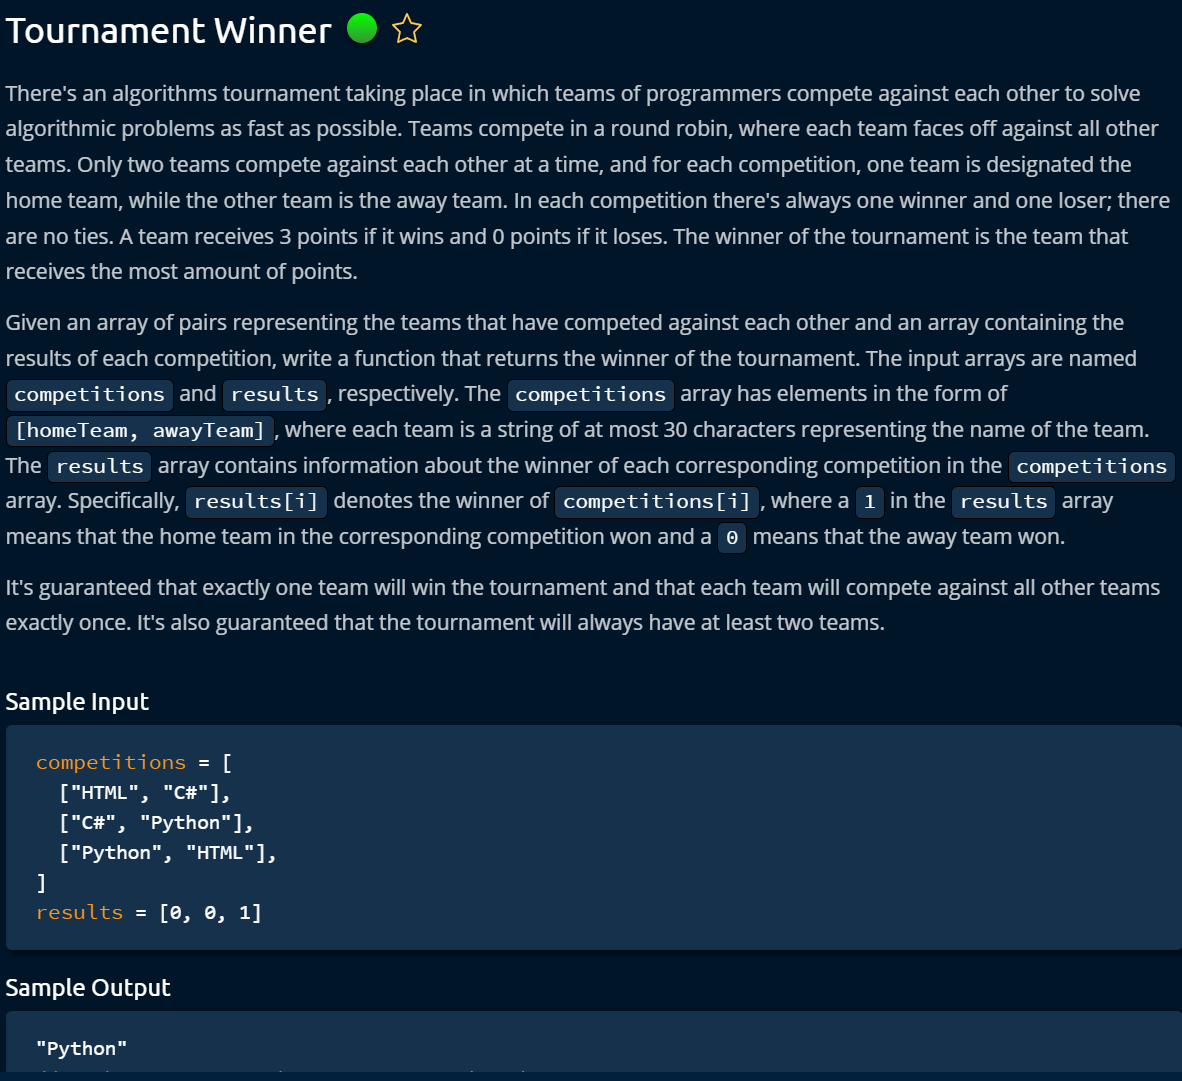 Tournament Winner
There's an algorithms tournament taking place in which teams of programmers compete against each other to solve
algorithmic problems as fast as possible. Teams compete in a round robin, where each team faces off against all other
teams. Only two teams compete against each other at a time, and for each competition, one team is designated the
home team, while the other team is the away team. In each competition there's always one winner and one loser; there
are no ties. A team receives 3 points if it wins and 0 points if it loses. The winner of the tournament is the team that
receives the most amount of points.
Given an array of pairs representing the teams that have competed against each other and an array containing the
results of each competition, write a function that returns the winner of the tournament. The input arrays are named
competitions and results, respectively. The competitions array has elements in the form of
[homeTeam, awayTeam], where each team is a string of at most 30 characters representing the name of the team.
The results array contains information about the winner of each corresponding competition in the competitions
array. Specifically, results[i] denotes the winner of competitions[i], where a 1 in the results array
means that the home team in the corresponding competition won and a 0 means that the away team won.
It's guaranteed that exactly one team will win the tournament and that each team will compete against all other teams
exactly once. It's also guaranteed that the tournament will always have at least two teams.
Sample Input
competitions = [
["HTML", "C#"],
["C#", "Python"],
["Python", "HTML"],
]
results = [0, 0, 1]
Sample Output
"Python"